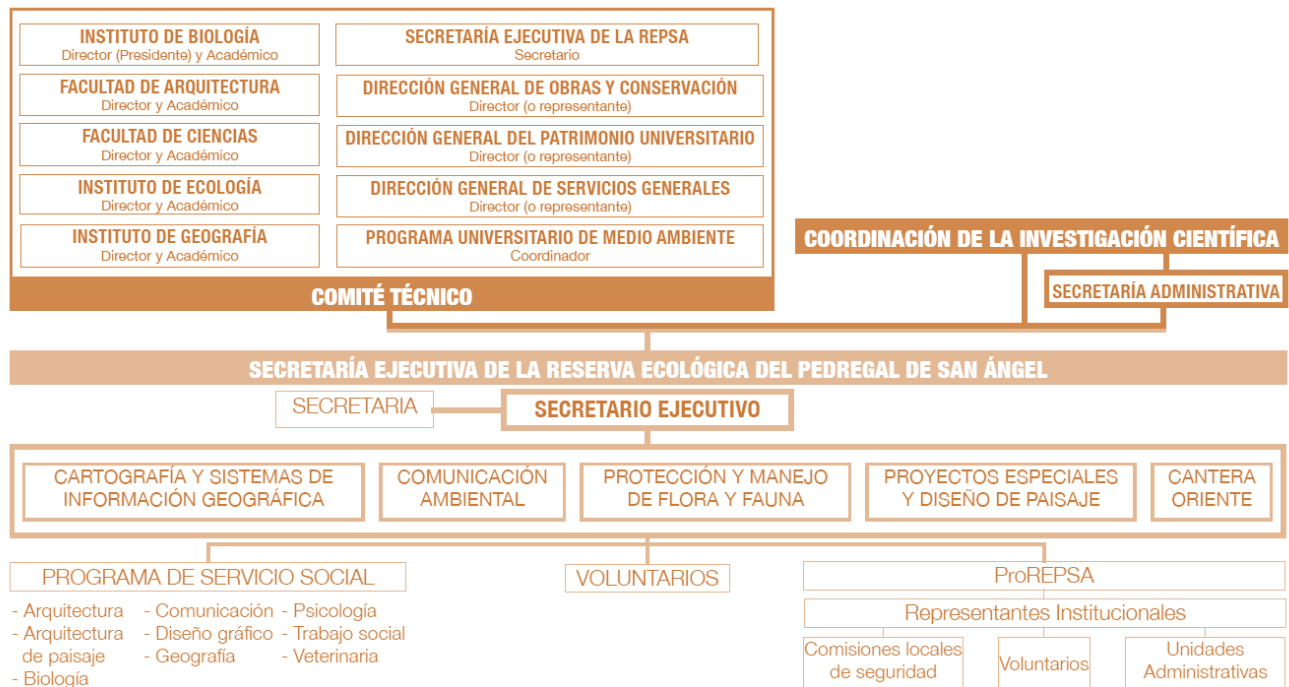 INSTITUTO DE BIOLOGÍA
Director (Presidente) y Académico
SECRETARÍA EJECUTIVA DE LA REPSA
Secretario
FACULTAD DE ARQUITECTURA
Director y Académico
DIRECCIÓN GENERAL DE OBRAS Y CONSERVACIÓN
Director (o representante)
FACULTAD DE CIENCIAS
Director y Académico
DIRECCIÓN GENERAL DEL PATRIMONIO UNIVERSITARIO
Director (o representante)
INSTITUTO DE ECOLOGÍA
Director y Académico
DIRECCIÓN GENERAL DE SERVICIOS GENERALES
Director (o representante)
INSTITUTO DE GEOGRAFÍA
Director y Académico
PROGRAMA UNIVERSITARIO DE MEDIO AMBIENTE
Coordinador
COMITÉ TÉCNICO
COORDINACIÓN DE LA INVESTIGACIÓN CIENTÍFICA
SECRETARÍA ADMINISTRATIVA
SECRETARÍA EJECUTIVA DE LA RESERVA ECOLÓGICA DEL PEDREGAL DE SAN ÁNGEL
SECRETARIA
SECRETARIO EJECUTIVO
CARTOGRAFÍA Y SISTEMAS DE
INFORMACIÓN GEOGRÁFICA
COMUNICACIÓN
AMBIENTAL
PROTECCIÓN Y MANEJO
DE FLORA Y FAUNA
PROYECTOS ESPECIALES
Y DISEÑO DE PAISAJE
CANTERA
ORIENTE
PROGRAMA DE SERVICIO SOCIAL
- Arquitectura
- Arquitectura
de paisaje
- Biología
- Comunicación
- Diseño gráfico
- Geografía
- Psicología
- Trabajo social
- Veterinaria
VOLUNTARIOS
ProREPSA
Representantes Institucionales
Comisiones locales
de seguridad
Voluntarios
Unidades
Administrativas